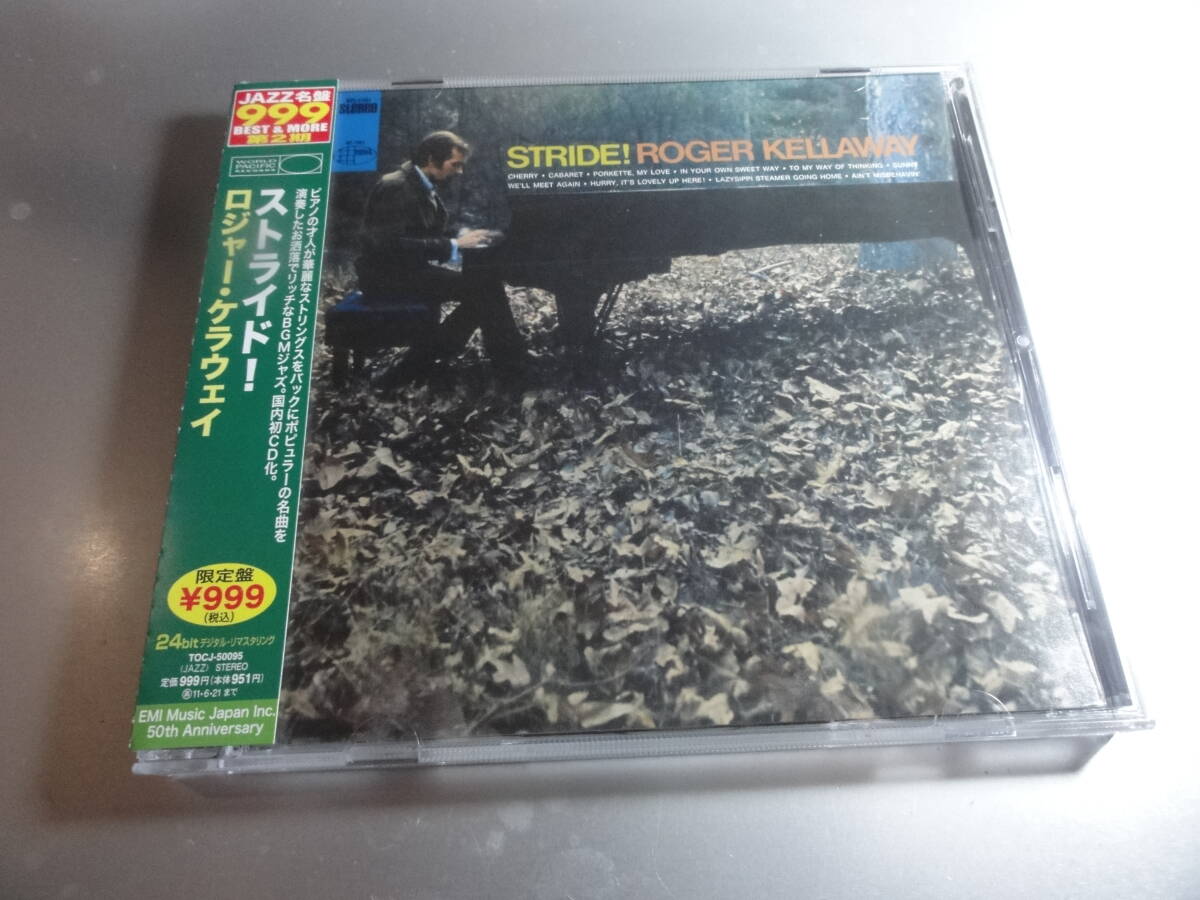 JAZZ名盤
999
BEST & MORE
第2期
WORLD
PACIFIC
RECORDS
ストライド!
ロジャー・ケラウェイ
ピアノの才人が華麗なストリングスをバックにポピュラーの名曲を
演奏したお洒落でリッチなBGMジャズ。国内初CD化。
限定盤
¥999
(税込)
24bitデジタル・リマスタリング
TOCJ-50095
(JAZZ) STEREO
定価999円(本体951円)
11・6・21まで
EMI Music Japan Inc.
50th Anniversary
STEREO
STRIDE! ROGER KELLAWAY
CHERRY • CABARET • PORKETTE, MY LOVE • IN YOUR OWN SWEET WAY • TO MY WAY OF THINKING • SUNNY
WE'LL MEET AGAIN • HURRY, IT'S LOVELY UP HERE! • LAZYSIPPI STEAMER GOING HOME • AIN'T MISBEHAVIN'